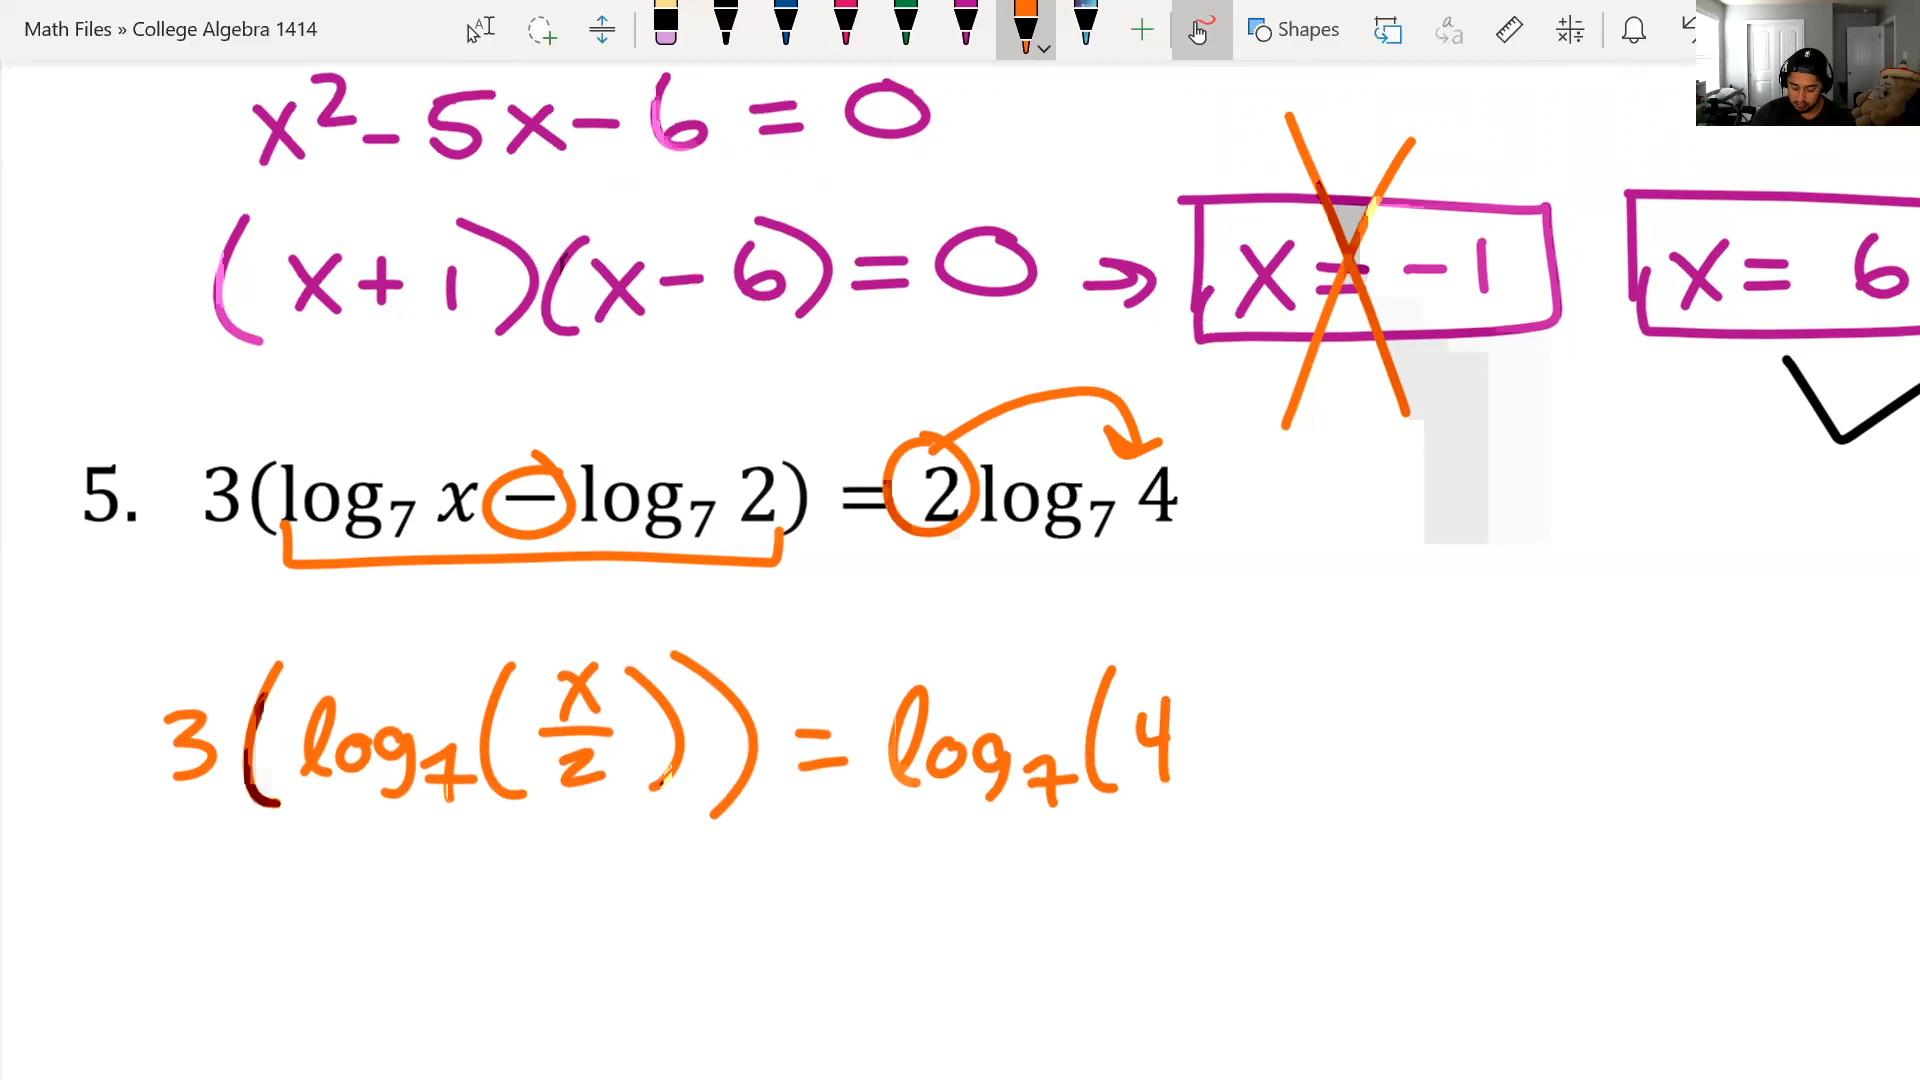 Math Files » College Algebra 1414 Shapes
x² - 5x - 6 = 0
(x + 1)(x - 6) = 0 → x = -1 x = 6
5. 3(log₇ x − log₇ 2) = 2 log₇ 4
3(log₇(x/2)) = log₇(4